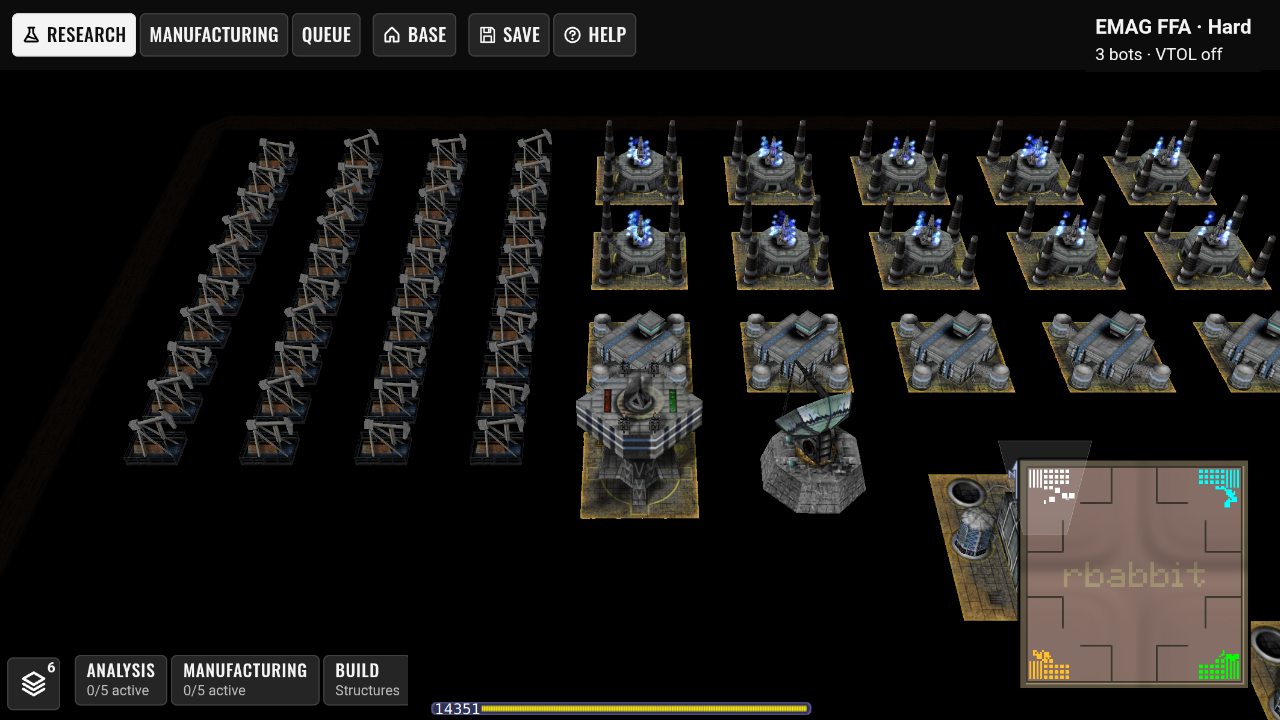 RESEARCH
MANUFACTURING
QUEUE
BASE
SAVE
HELP
EMAG FFA · Hard
3 bots · VTOL off
rbabbit
6
ANALYSIS
0/5 active
MANUFACTURING
0/5 active
BUILD
Structures
14351